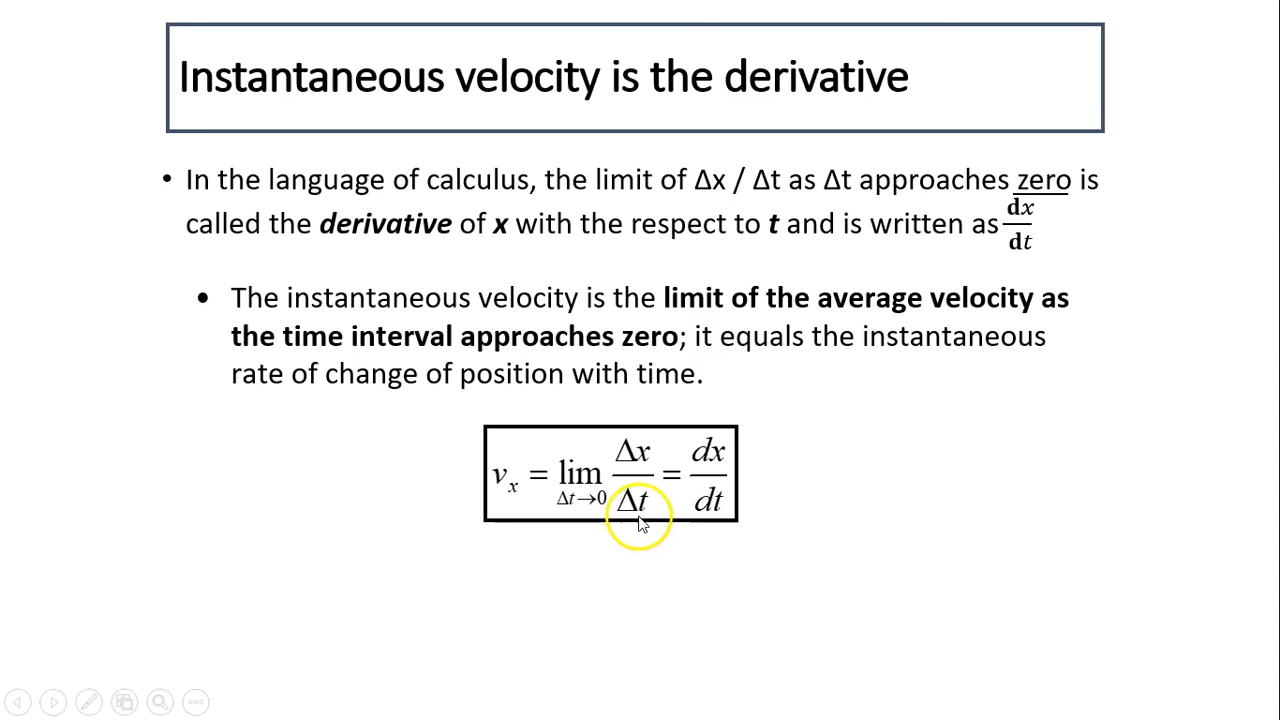 Instantaneous velocity is the derivative
• In the language of calculus, the limit of Δx / Δt as Δt approaches zero is
called the derivative of x with the respect to t and is written as dx/dt
• The instantaneous velocity is the limit of the average velocity as
the time interval approaches zero; it equals the instantaneous
rate of change of position with time.
v_x = lim_{Δt→0} Δx/Δt = dx/dt